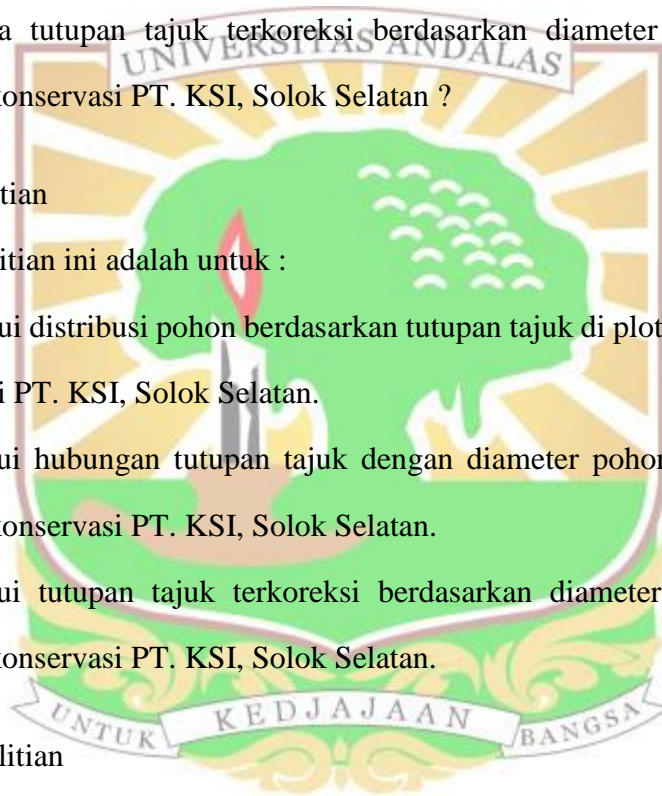 a tutupan tajuk terkoreksi berdasarkan diameter
UNIVERSITAS ANDALAS
konservasi PT. KSI, Solok Selatan ?
itian
itian ini adalah untuk :
ui distribusi pohon berdasarkan tutupan tajuk di plot
i PT. KSI, Solok Selatan.
ui hubungan tutupan tajuk dengan diameter pohon
konservasi PT. KSI, Solok Selatan.
ui tutupan tajuk terkoreksi berdasarkan diameter
konservasi PT. KSI, Solok Selatan.
UNTUK KEDJAJAAN BANGSA
litian